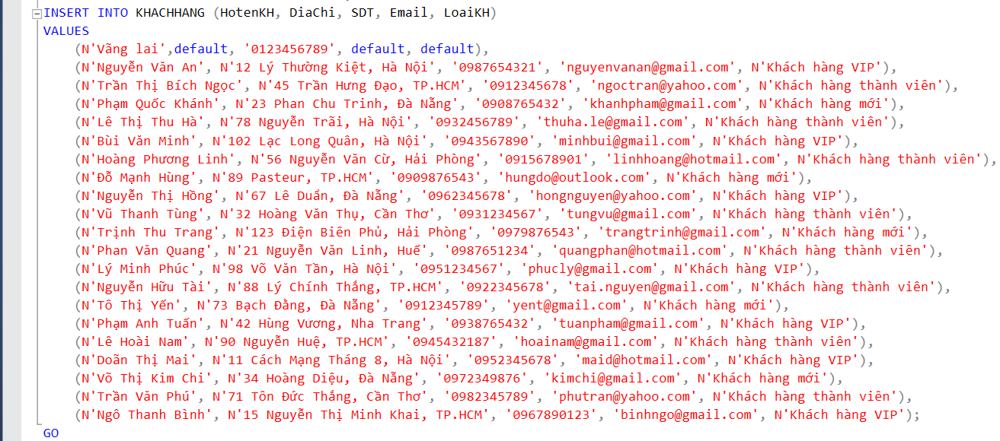 INSERT INTO KHACHHANG (HotenKH, DiaChi, SDT, Email, LoaiKH)
VALUES
(N'Vãng lai',default, '0123456789', default, default),
(N'Nguyễn Văn An', N'12 Lý Thường Kiệt, Hà Nội', '0987654321', 'nguyenvanan@gmail.com', N'Khách hàng VIP'),
(N'Trần Thị Bích Ngọc', N'45 Trần Hưng Đạo, TP.HCM', '0912345678', 'ngoctran@yahoo.com', N'Khách hàng thành viên'),
(N'Phạm Quốc Khánh', N'23 Phan Chu Trinh, Đà Nẵng', '0908765432', 'khanhpham@gmail.com', N'Khách hàng mới'),
(N'Lê Thị Thu Hà', N'78 Nguyễn Trãi, Hà Nội', '0932456789', 'thuha.le@gmail.com', N'Khách hàng thành viên'),
(N'Bùi Văn Minh', N'102 Lạc Long Quân, Hà Nội', '0943567890', 'minhbui@gmail.com', N'Khách hàng VIP'),
(N'Hoàng Phương Linh', N'56 Nguyễn Văn Cừ, Hải Phòng', '0915678901', 'linhhoang@hotmail.com', N'Khách hàng thành viên'),
(N'Đỗ Mạnh Hùng', N'89 Pasteur, TP.HCM', '0909876543', 'hungdo@outlook.com', N'Khách hàng mới'),
(N'Nguyễn Thị Hồng', N'67 Lê Duẩn, Đà Nẵng', '0962345678', 'hongnguyen@yahoo.com', N'Khách hàng VIP'),
(N'Vũ Thanh Tùng', N'32 Hoàng Văn Thụ, Cần Thơ', '0931234567', 'tungvu@gmail.com', N'Khách hàng thành viên'),
(N'Trịnh Thu Trang', N'123 Điện Biên Phủ, Hải Phòng', '0979876543', 'trangtrinh@gmail.com', N'Khách hàng mới'),
(N'Phan Văn Quang', N'21 Nguyễn Văn Linh, Huế', '0987651234', 'quangphan@hotmail.com', N'Khách hàng thành viên'),
(N'Lý Minh Phúc', N'98 Võ Văn Tần, Hà Nội', '0951234567', 'phucly@gmail.com', N'Khách hàng VIP'),
(N'Nguyễn Hữu Tài', N'88 Lý Chính Thắng, TP.HCM', '0922345678', 'tai.nguyen@gmail.com', N'Khách hàng thành viên'),
(N'Tô Thị Yến', N'73 Bạch Đằng, Đà Nẵng', '0912345789', 'yent@gmail.com', N'Khách hàng mới'),
(N'Phạm Anh Tuấn', N'42 Hùng Vương, Nha Trang', '0938765432', 'tuanpham@gmail.com', N'Khách hàng VIP'),
(N'Lê Hoài Nam', N'90 Nguyễn Huệ, TP.HCM', '0945432187', 'hoainam@gmail.com', N'Khách hàng thành viên'),
(N'Doãn Thị Mai', N'11 Cách Mạng Tháng 8, Hà Nội', '0952345678', 'maid@hotmail.com', N'Khách hàng VIP'),
(N'Võ Thị Kim Chi', N'34 Hoàng Diệu, Đà Nẵng', '0972349876', 'kimchi@gmail.com', N'Khách hàng mới'),
(N'Trần Văn Phú', N'71 Tôn Đức Thắng, Cần Thơ', '0982345789', 'phutran@yahoo.com', N'Khách hàng thành viên'),
(N'Ngô Thanh Bình', N'15 Nguyễn Thị Minh Khai, TP.HCM', '0967890123', 'binhngo@gmail.com', N'Khách hàng VIP');
GO